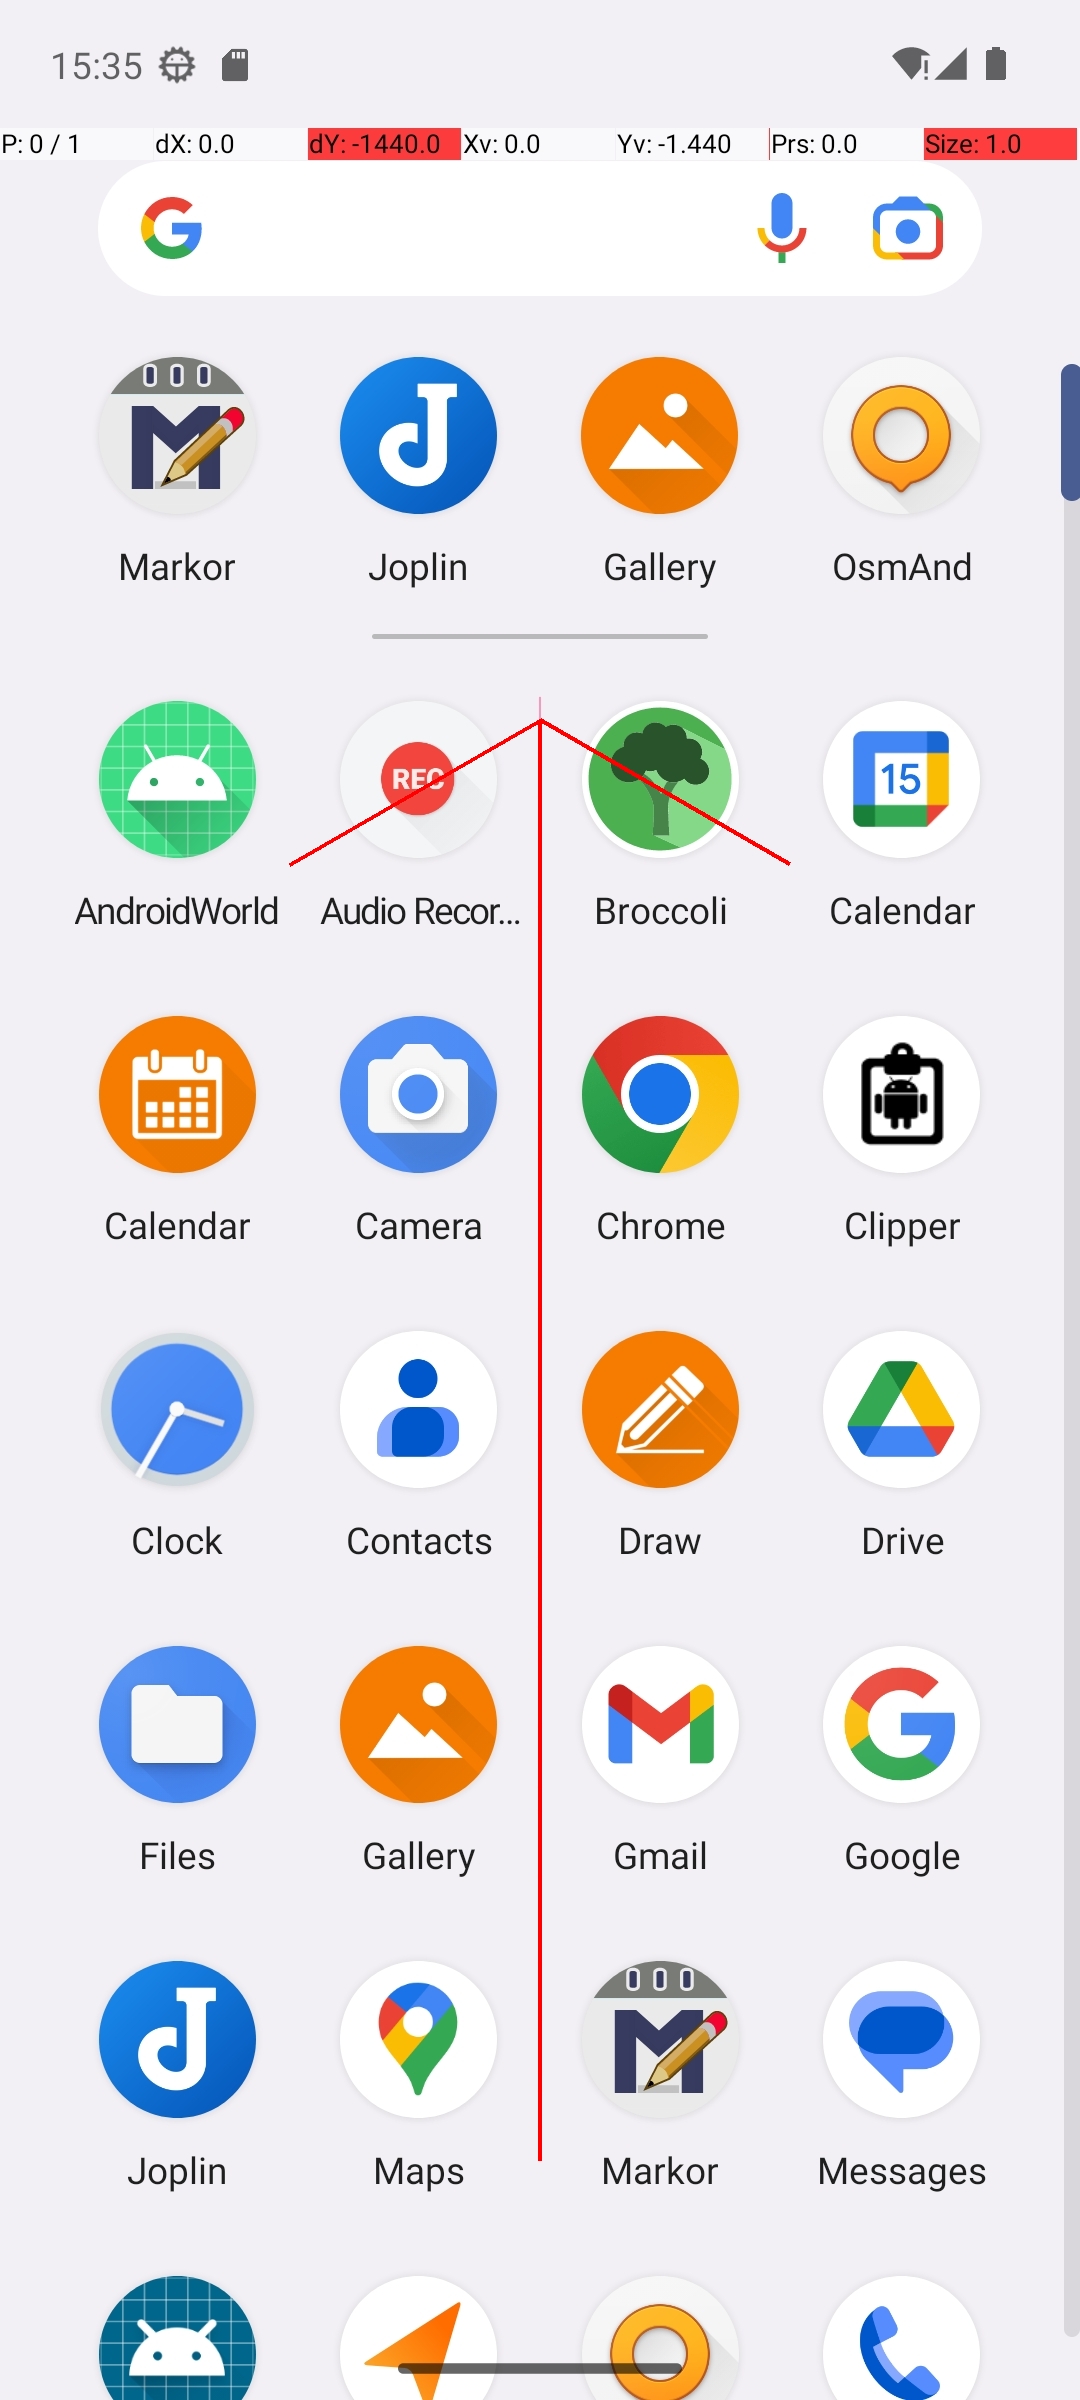 15:35
P: 0 / 1 dX: 0.0 dY: -1440.0 Xv: 0.0 Yv: -1.440 Prs: 0.0 Size: 1.0
Markor Joplin Gallery OsmAnd
REC 15
AndroidWorld Audio Recor... Broccoli Calendar
Calendar Camera Chrome Clipper
Clock Contacts Draw Drive
Files Gallery Gmail Google
Joplin Maps Markor Messages